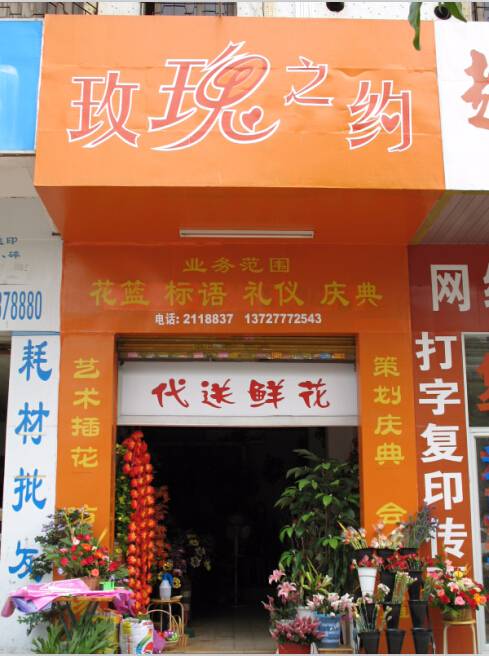 玫瑰之约
业务范围
花篮 标语 礼仪 庆典
电话: 2118837 13727772543
代送鲜花
艺术插花
策划庆典 会
78880
耗材批发
网络
打字复印传